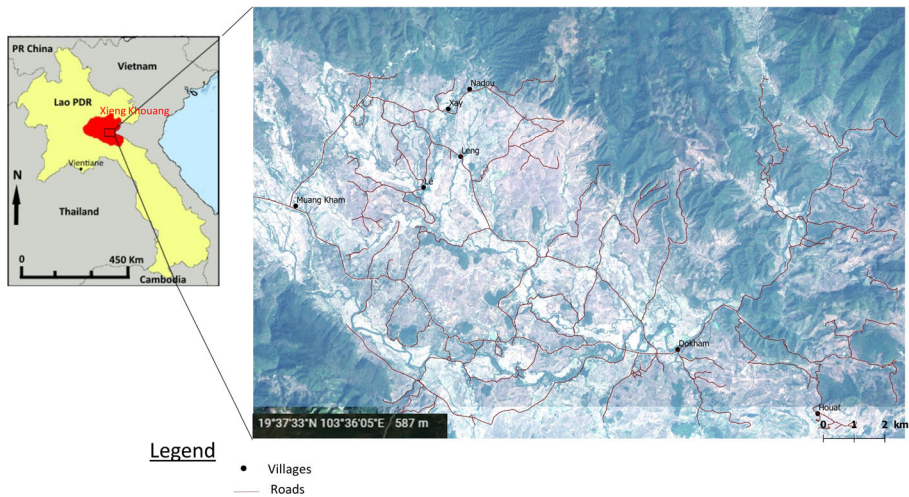 PR China
Vietnam
Lao PDR
Xieng Khouang
Vientiane
N
Thailand
0
450 Km
Cambodia
Nadou
Xay
Leng
Lé
Muang Kham
Dokham
Houat
19°37'33"N 103°36'05"E 587 m
0 1 2 km
Legend
Villages
Roads